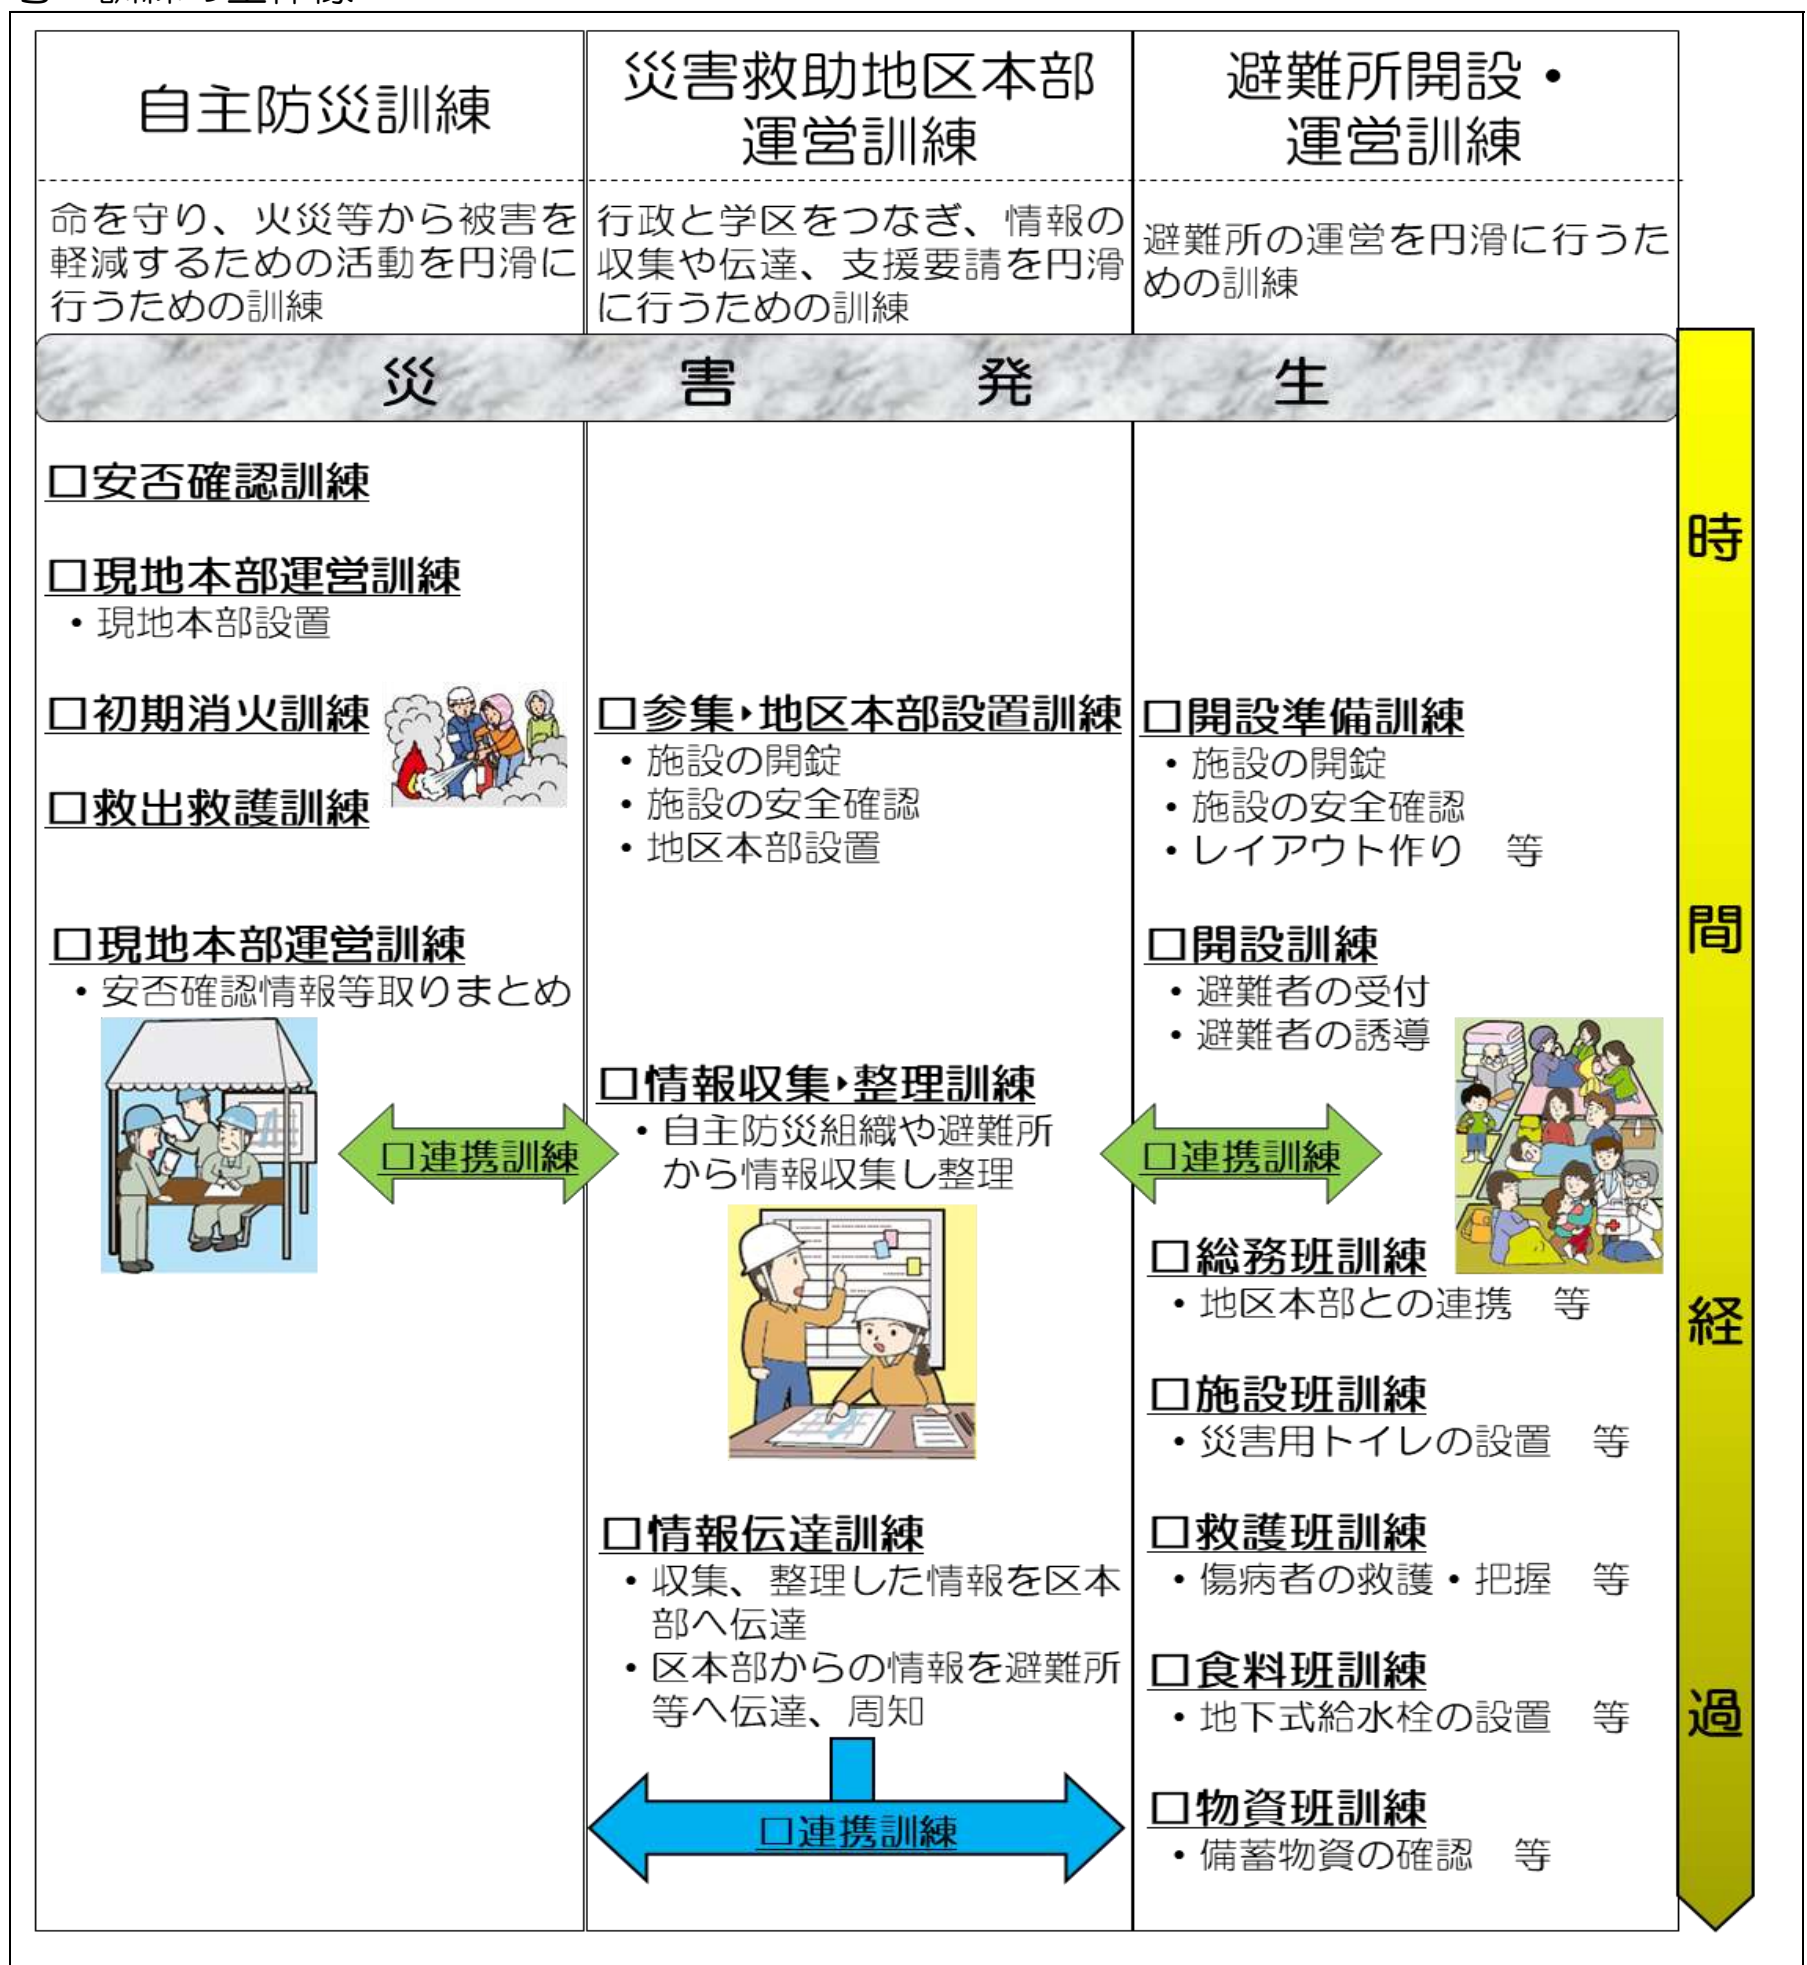 自主防災訓練
命を守り、火災等から被害を
軽減するための活動を円滑に
行うための訓練
災害救助地区本部
運営訓練
行政と学区をつなぎ、情報の
収集や伝達、支援要請を円滑
に行うための訓練
避難所開設・
運営訓練
避難所の運営を円滑に行うた
めの訓練
災害発生
□安否確認訓練
□現地本部運営訓練
・現地本部設置
□初期消火訓練
□救出救護訓練
□現地本部運営訓練
・安否確認情報等取りまとめ
□連携訓練
□参集・地区本部設置訓練
・施設の開錠
・施設の安全確認
・地区本部設置
□情報収集・整理訓練
・自主防災組織や避難所
から情報収集し整理
□情報伝達訓練
・収集、整理した情報を区本
部へ伝達
・区本部からの情報を避難所
等へ伝達、周知
□連携訓練
□開設準備訓練
・施設の開錠
・施設の安全確認
・レイアウト作り　等
□開設訓練
・避難者の受付
・避難者の誘導
□連携訓練
□総務班訓練
・地区本部との連携　等
□施設班訓練
・災害用トイレの設置　等
□救護班訓練
・傷病者の救護・把握　等
□食料班訓練
・地下式給水栓の設置　等
□物資班訓練
・備蓄物資の確認　等
時間経過